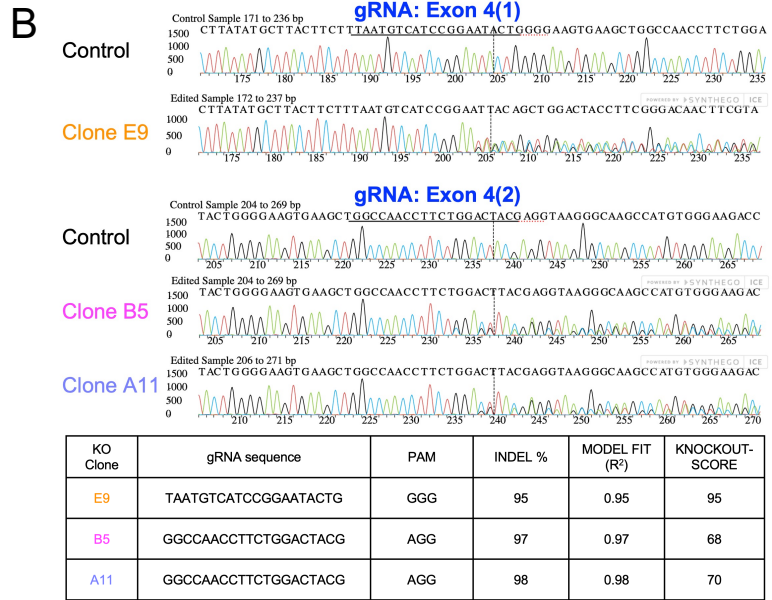 B
gRNA: Exon 4(1)
Control Sample 171 to 236 bp
CTTATATGCTTACTTCTTTAATGTCATCCGGAATACTGGGGAAGTGAAGCTGGCCAACCTTCTGGA
Control
1500
1000
500
0
175 180 185 190 195 200 205 210 215 220 225 230 235
Edited Sample 172 to 237 bp
POWERED BY SYNTHEGO ICE
CTTATATGCTTACTTCTTTAATGTCATCCGGAATTACAGCTGGACTACCTTCGGGACAACTTCGTA
Clone E9
1000
500
0
175 180 185 190 195 200 205 210 215 220 225 230 235
gRNA: Exon 4(2)
Control Sample 204 to 269 bp
TACTGGGGAAGTGAAGCTGGCCAACCTTCTGGACTACGAGGTAAGGGCAAGCCATGTGGGAAGACC
Control
1500
1000
500
0
205 210 215 220 225 230 235 240 245 250 255 260 265
Edited Sample 204 to 269 bp
POWERED BY SYNTHEGO ICE
TACTGGGGAAGTGAAGCTGGCCAACCTTCTGGACTTACGAGGTAAGGGCAAGCCATGTGGGAAGAC
Clone B5
1500
1000
500
0
205 210 215 220 225 230 235 240 245 250 255 260 265
Edited Sample 206 to 271 bp
POWERED BY SYNTHEGO ICE
TACTGGGGAAGTGAAGCTGGCCAACCTTCTGGACTTACGAGGTAAGGGCAAGCCATGTGGGAAGAC
Clone A11
1500
1000
500
0
210 215 220 225 230 235 240 245 250 255 260 265 270
KO Clone gRNA sequence PAM INDEL % MODEL FIT (R²) KNOCKOUT-SCORE
E9 TAATGTCATCCGGAATACTG GGG 95 0.95 95
B5 GGCCAACCTTCTGGACTACG AGG 97 0.97 68
A11 GGCCAACCTTCTGGACTACG AGG 98 0.98 70